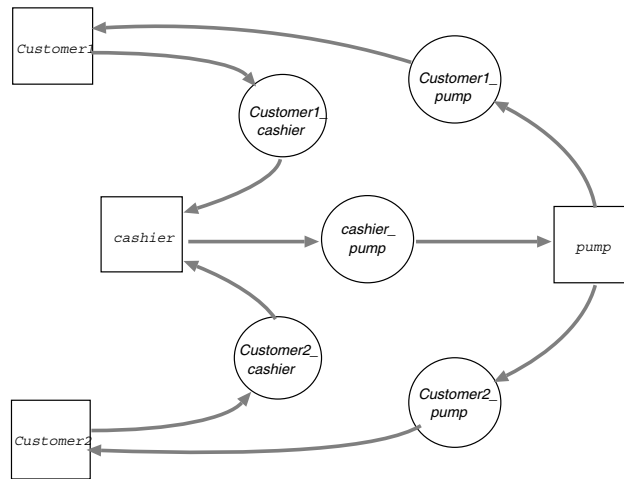 Customer1
Customer1_
pump
Customer1_
cashier
cashier
cashier_
pump
pump
Customer2_
cashier
Customer2_
pump
Customer2